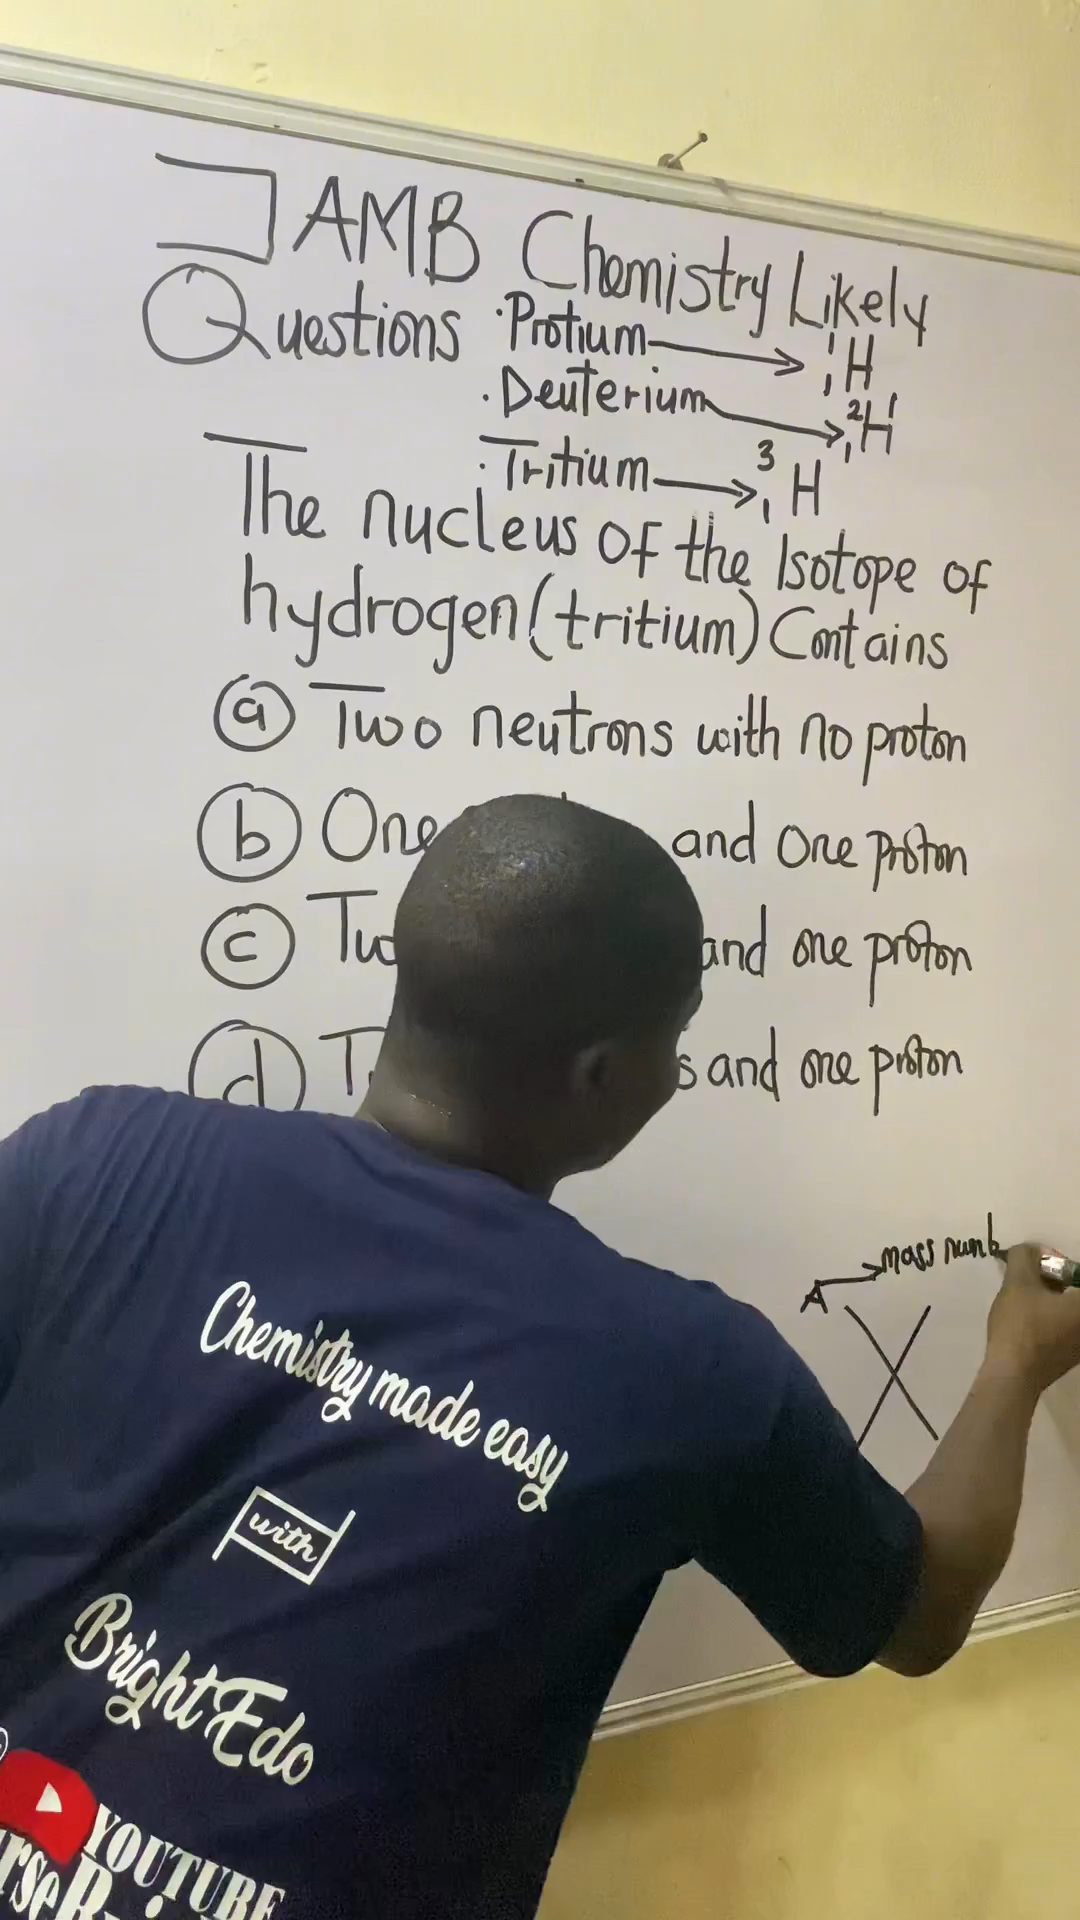 JAMB Chemistry Likely
Questions
• Protium → ¹₁H
• Deuterium → ²₁H
• Tritium → ³₁H
The nucleus of the Isotope of
hydrogen (tritium) Contains
(a) Two neutrons with no proton
(b) One and One proton
(c) and one proton
(d) and one proton
A → mass numb
X
Chemistry made easy
with
Bright Edo
YOUTUBE